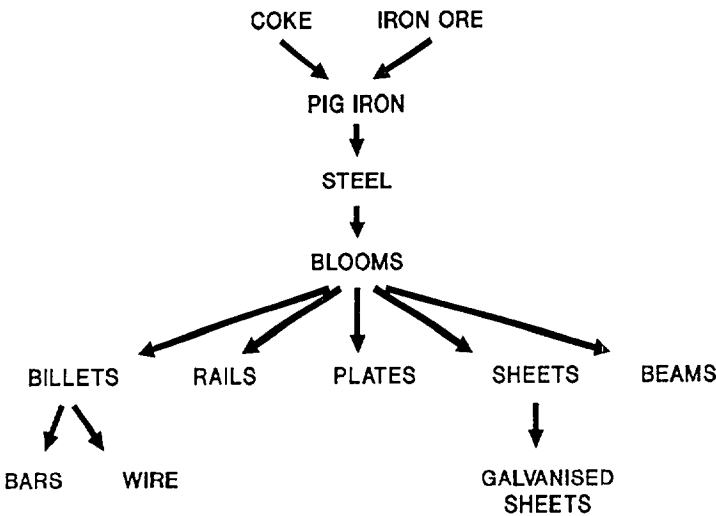 COKE IRON ORE
PIG IRON
STEEL
BLOOMS
BILLETS RAILS PLATES SHEETS BEAMS
BARS WIRE GALVANISED
SHEETS